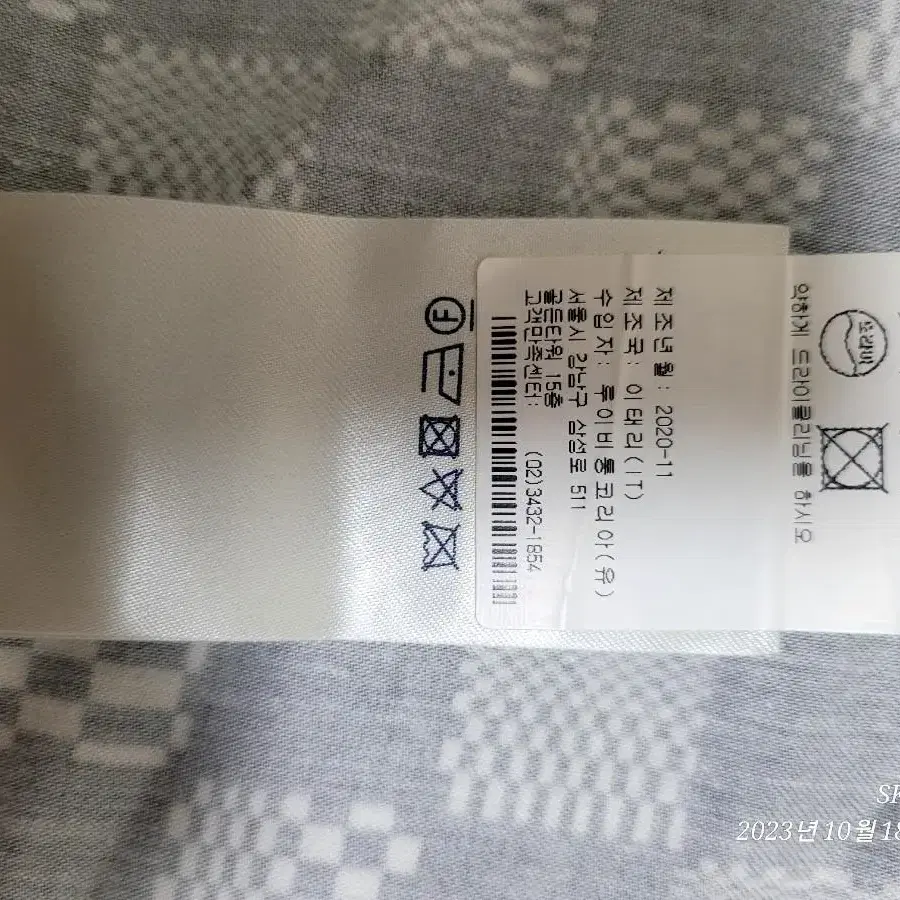 약하게 드라이클리닝을 하시오
제조년월: 2020-11
제조국: 이태리(IT)
수입자: 루이비통코리아(유)
서울시 강남구 삼성로 511
골든타워 15층
고객만족센터: (02)3432-1854
F
SK
2023년 10월 18